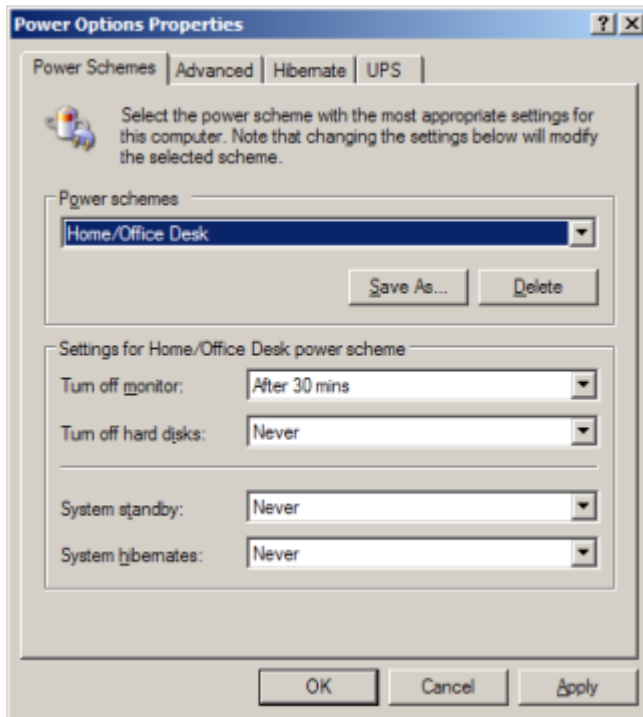 Power Options Properties
Power Schemes Advanced Hibernate UPS
Select the power scheme with the most appropriate settings for
this computer. Note that changing the settings below will modify
the selected scheme.
Power schemes
Home/Office Desk
Save As... Delete
Settings for Home/Office Desk power scheme
Turn off monitor: After 30 mins
Turn off hard disks: Never
System standby: Never
System hibernates: Never
OK Cancel Apply